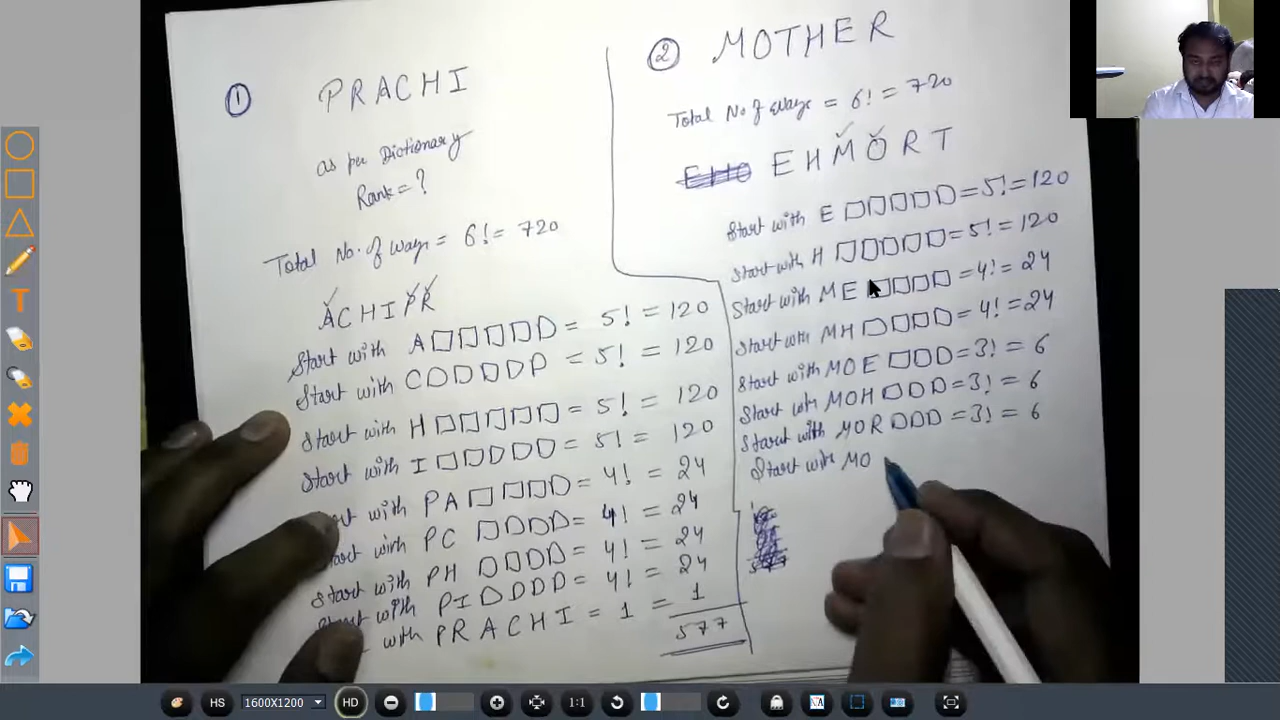 ① PRACHI
as per Dictionary
Rank = ?
Total No. of ways = 6! = 720
ACHIPR
Start with A□□□□□ = 5! = 120
Start with C□□□□□ = 5! = 120
Start with H□□□□□ = 5! = 120
Start with I□□□□□ = 5! = 120
with PA□□□□ = 4! = 24
with PC□□□□ = 4! = 24
Start with PH□□□□ = 4! = 24
with PI□□□□ = 4! = 24
with PRACHI = 1 = 1
577
② MOTHER
Total No of ways = 6! = 720
EHMORT
Start with E□□□□□ = 5! = 120
Start with H□□□□□ = 5! = 120
Start with ME□□□□ = 4! = 24
Start with MH□□□□ = 4! = 24
Start with MOE□□□ = 3! = 6
Start with MOH□□□ = 3! = 6
Start with MOR□□□ = 3! = 6
Start with MO
HS
1600X1200
HD
1:1